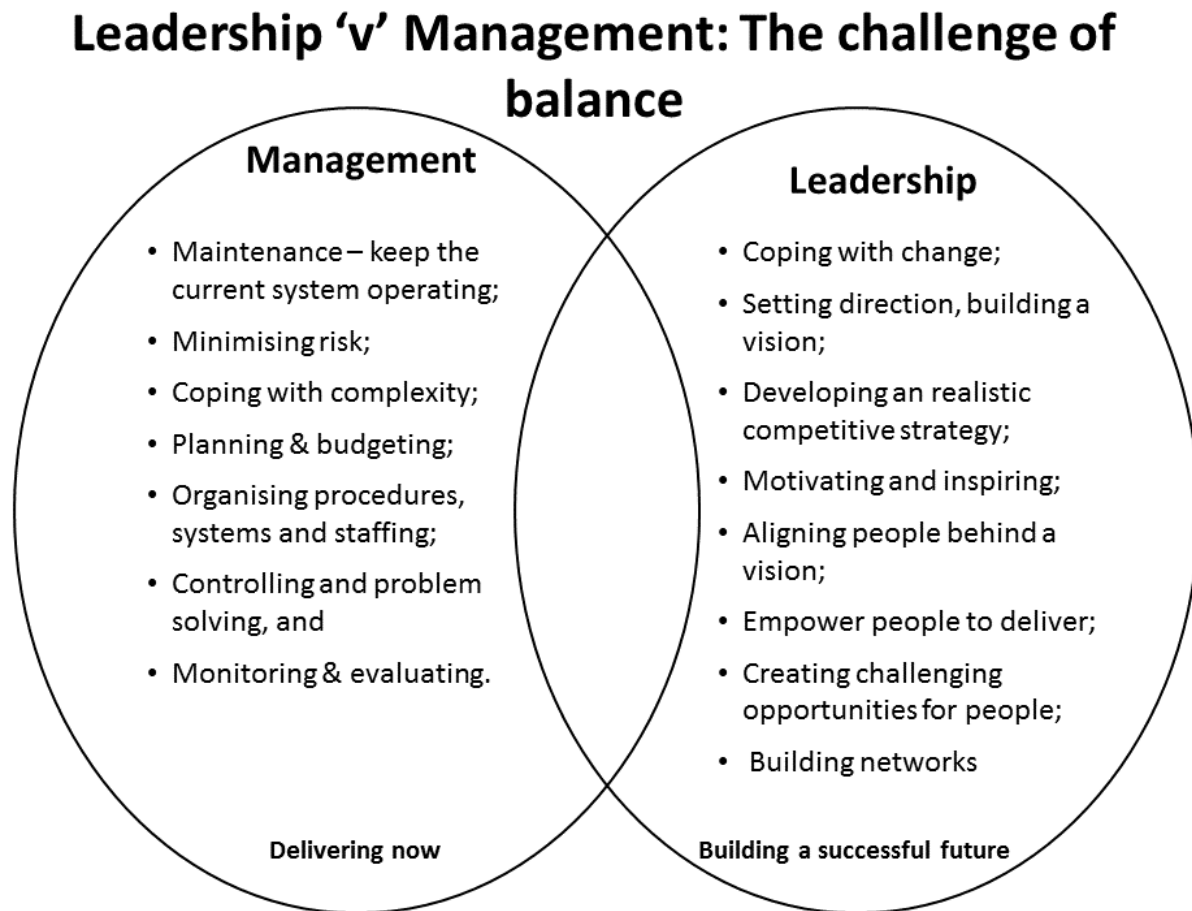 Leadership ‘v’ Management: The challenge of
balance
Management
• Maintenance – keep the
current system operating;
• Minimising risk;
• Coping with complexity;
• Planning & budgeting;
• Organising procedures,
systems and staffing;
• Controlling and problem
solving, and
• Monitoring & evaluating.
Delivering now
Leadership
• Coping with change;
• Setting direction, building a
vision;
• Developing an realistic
competitive strategy;
• Motivating and inspiring;
• Aligning people behind a
vision;
• Empower people to deliver;
• Creating challenging
opportunities for people;
• Building networks
Building a successful future